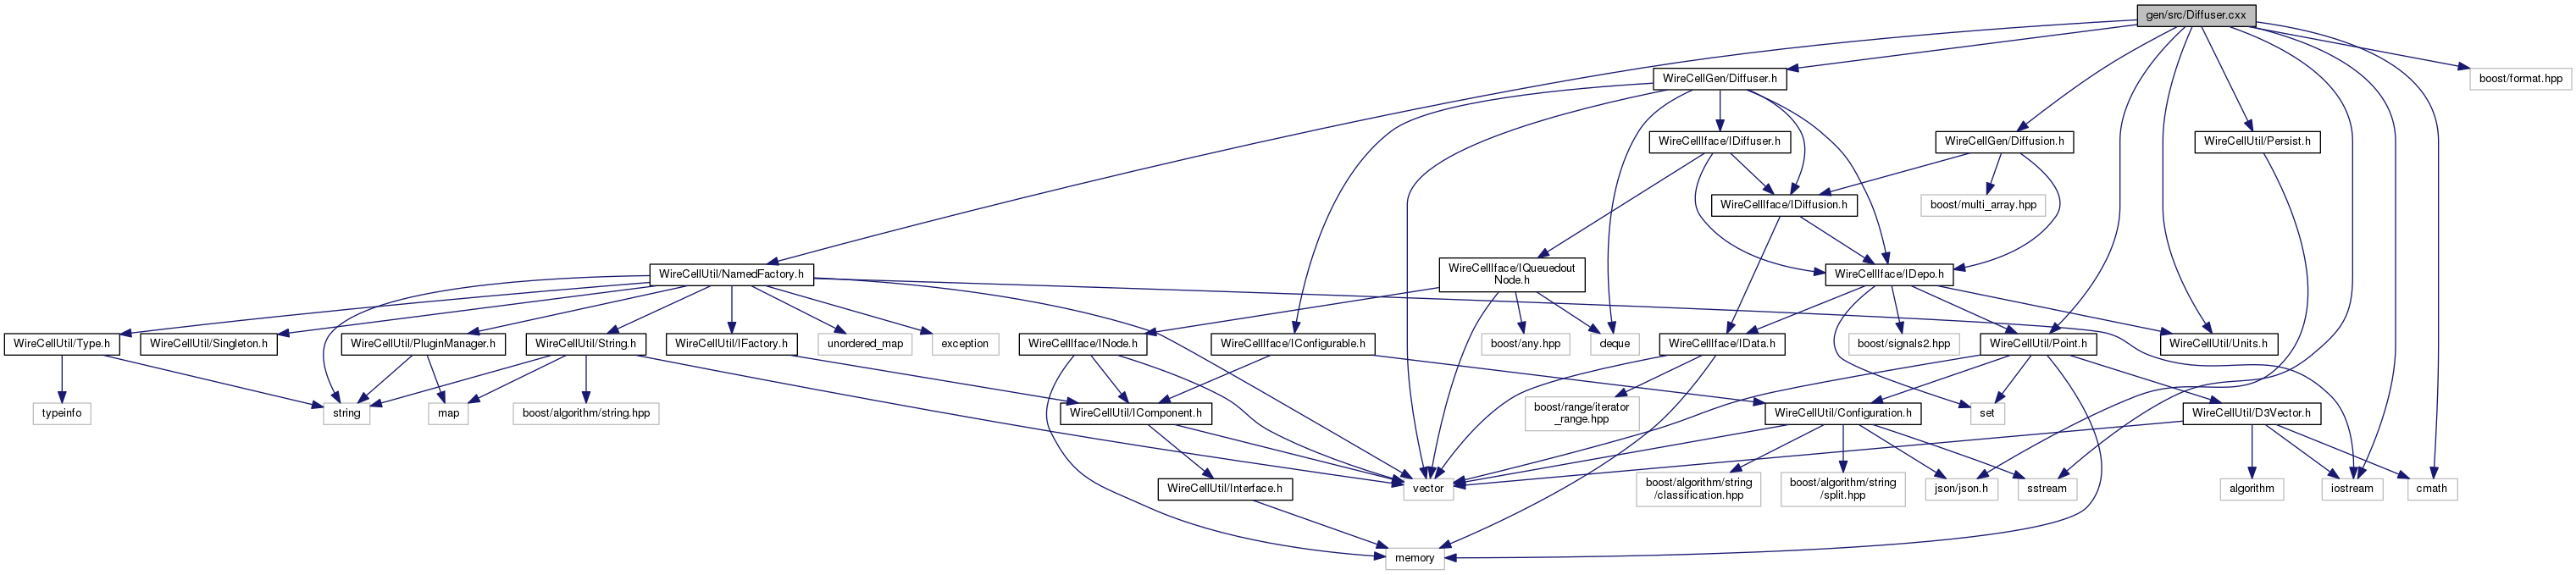 gen/src/Diffuser.cxx
WireCellGen/Diffuser.h
boost/format.hpp
WireCellIface/IDiffuser.h
WireCellGen/Diffusion.h
WireCellUtil/Persist.h
WireCellIface/IDiffusion.h
boost/multi_array.hpp
WireCellUtil/NamedFactory.h
WireCellIface/IQueuedout
Node.h
WireCellIface/IDepo.h
WireCellUtil/Type.h
WireCellUtil/Singleton.h
WireCellUtil/PluginManager.h
WireCellUtil/String.h
WireCellUtil/IFactory.h
unordered_map
exception
WireCellIface/INode.h
WireCellIface/IConfigurable.h
boost/any.hpp
deque
WireCellIface/IData.h
boost/signals2.hpp
WireCellUtil/Point.h
WireCellUtil/Units.h
typeinfo
string
map
boost/algorithm/string.hpp
WireCellUtil/IComponent.h
boost/range/iterator
_range.hpp
WireCellUtil/Configuration.h
set
WireCellUtil/D3Vector.h
WireCellUtil/Interface.h
vector
boost/algorithm/string
/classification.hpp
boost/algorithm/string
/split.hpp
json/json.h
sstream
algorithm
iostream
cmath
memory